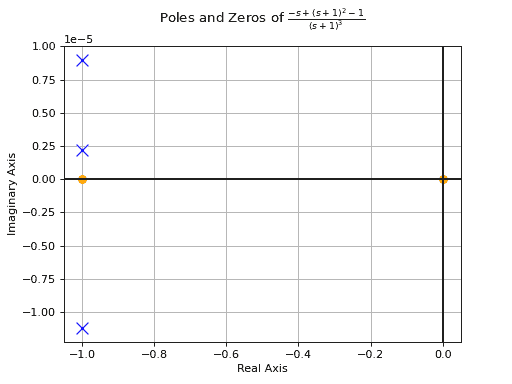 Poles and Zeros of \frac{-s+(s+1)^2-1}{(s+1)^3}
1e−5
1.00
0.75
0.50
0.25
0.00
−0.25
−0.50
−0.75
−1.00
Imaginary Axis
−1.0 −0.8 −0.6 −0.4 −0.2 0.0
Real Axis